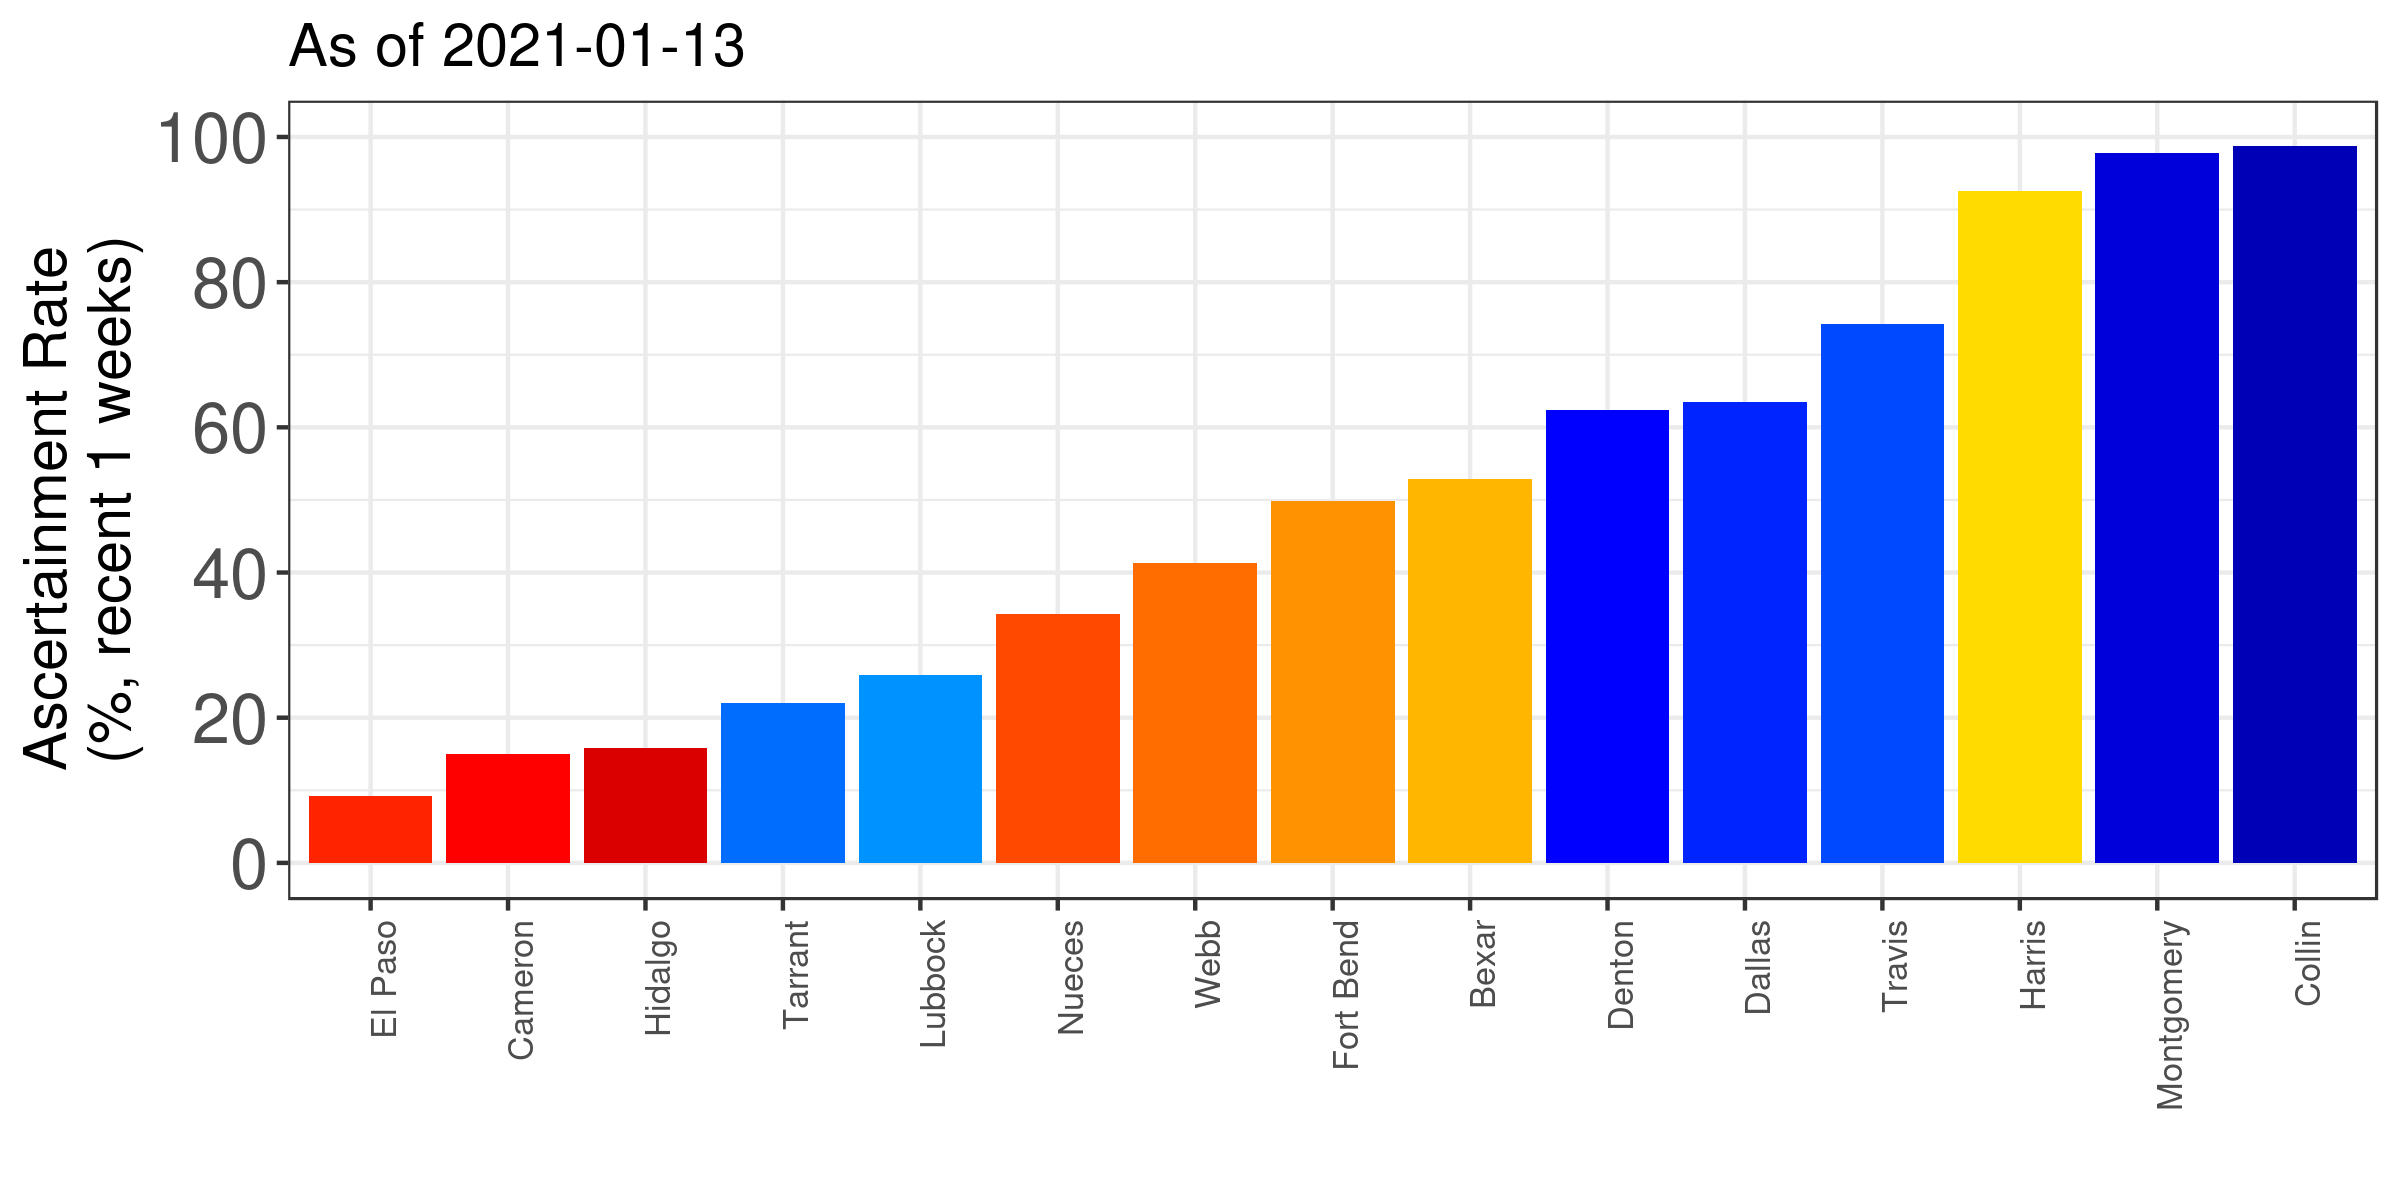 As of 2021-01-13
Ascertainment Rate
(%, recent 1 weeks)
100
80
60
40
20
0
El Paso
Cameron
Hidalgo
Tarrant
Lubbock
Nueces
Webb
Fort Bend
Bexar
Denton
Dallas
Travis
Harris
Montgomery
Collin